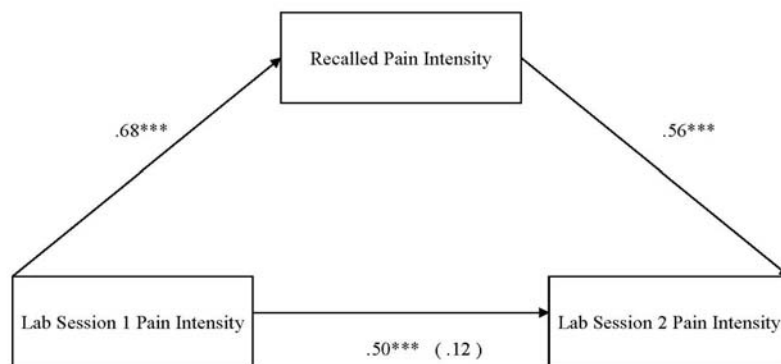 Recalled Pain Intensity
.68***
.56***
Lab Session 1 Pain Intensity
Lab Session 2 Pain Intensity
.50*** ( .12 )